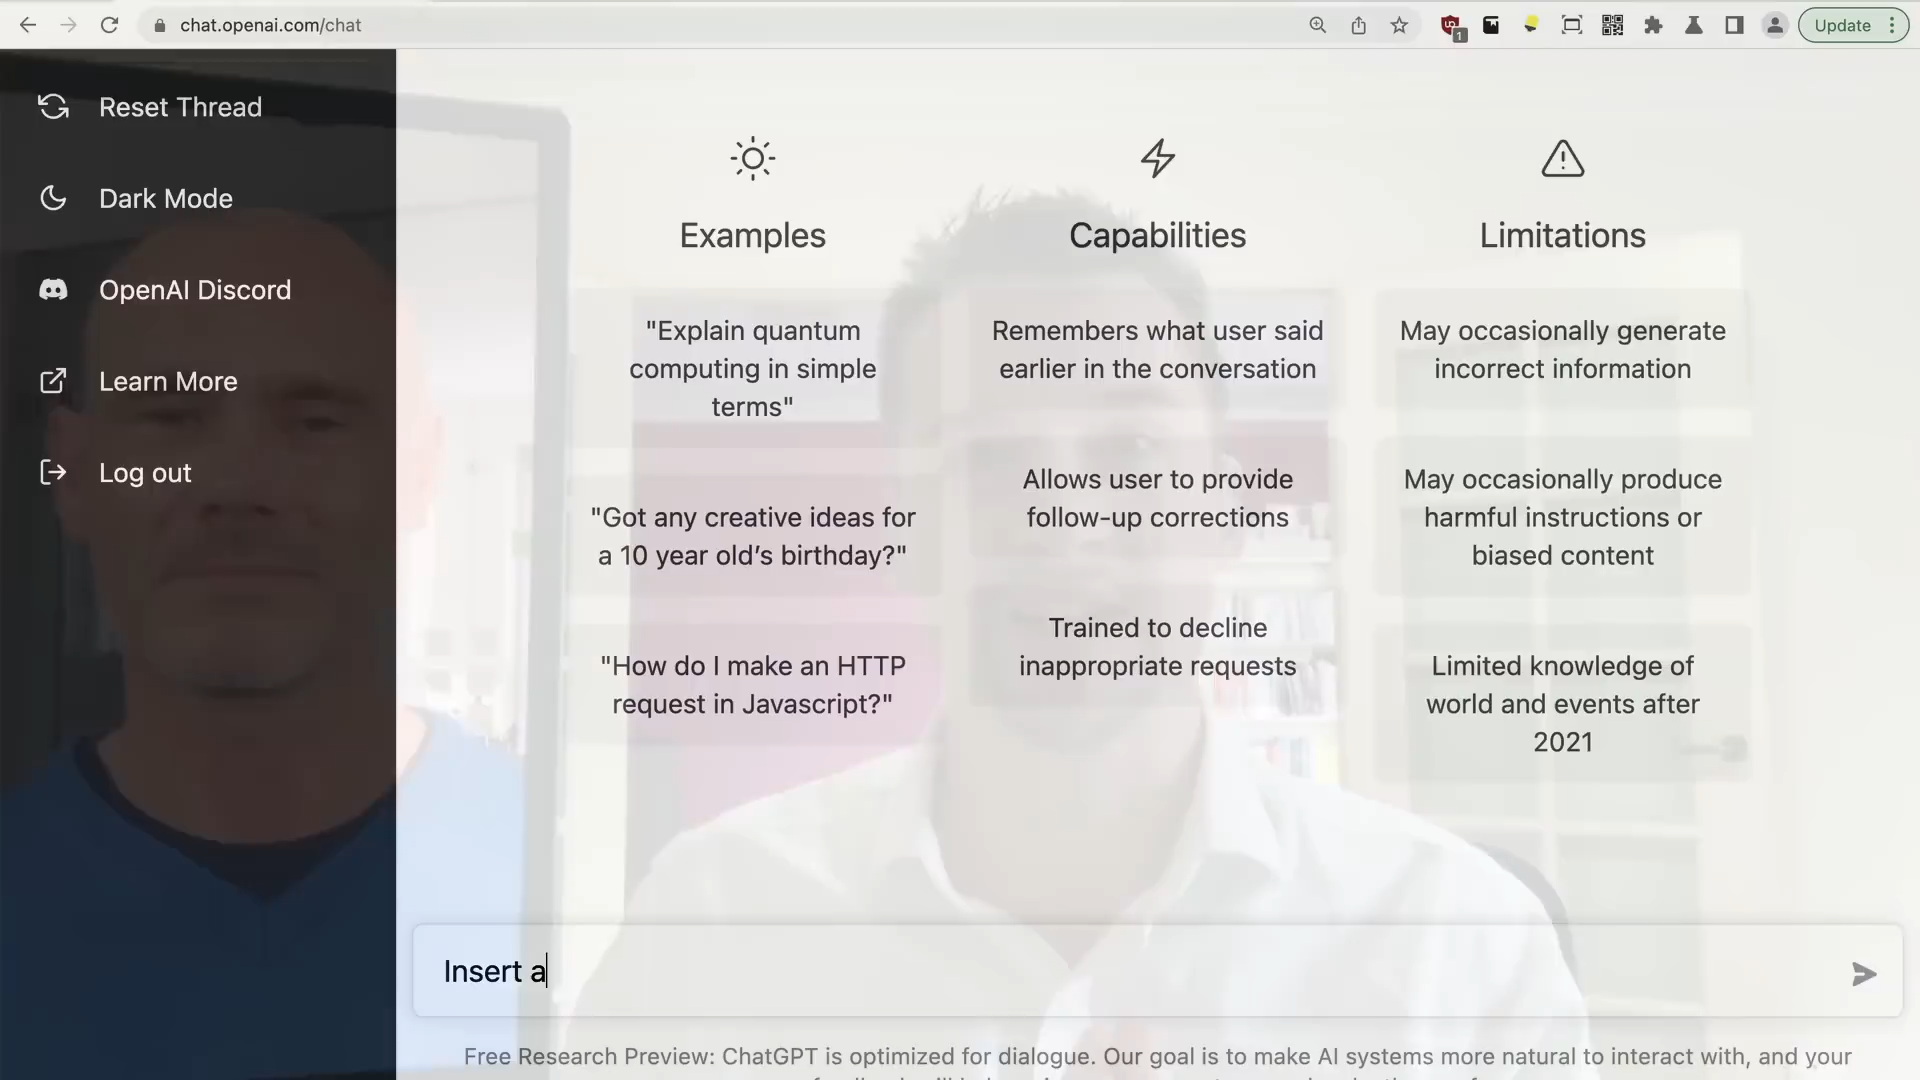 chat.openai.com/chat
1
Update
Reset Thread
Dark Mode
OpenAI Discord
Learn More
Log out
Examples
"Explain quantum
computing in simple
terms"
"Got any creative ideas for
a 10 year old’s birthday?"
"How do I make an HTTP
request in Javascript?"
Capabilities
Remembers what user said
earlier in the conversation
Allows user to provide
follow-up corrections
Trained to decline
inappropriate requests
Limitations
May occasionally generate
incorrect information
May occasionally produce
harmful instructions or
biased content
Limited knowledge of
world and events after
2021
Insert a
Free Research Preview: ChatGPT is optimized for dialogue. Our goal is to make AI systems more natural to interact with, and your